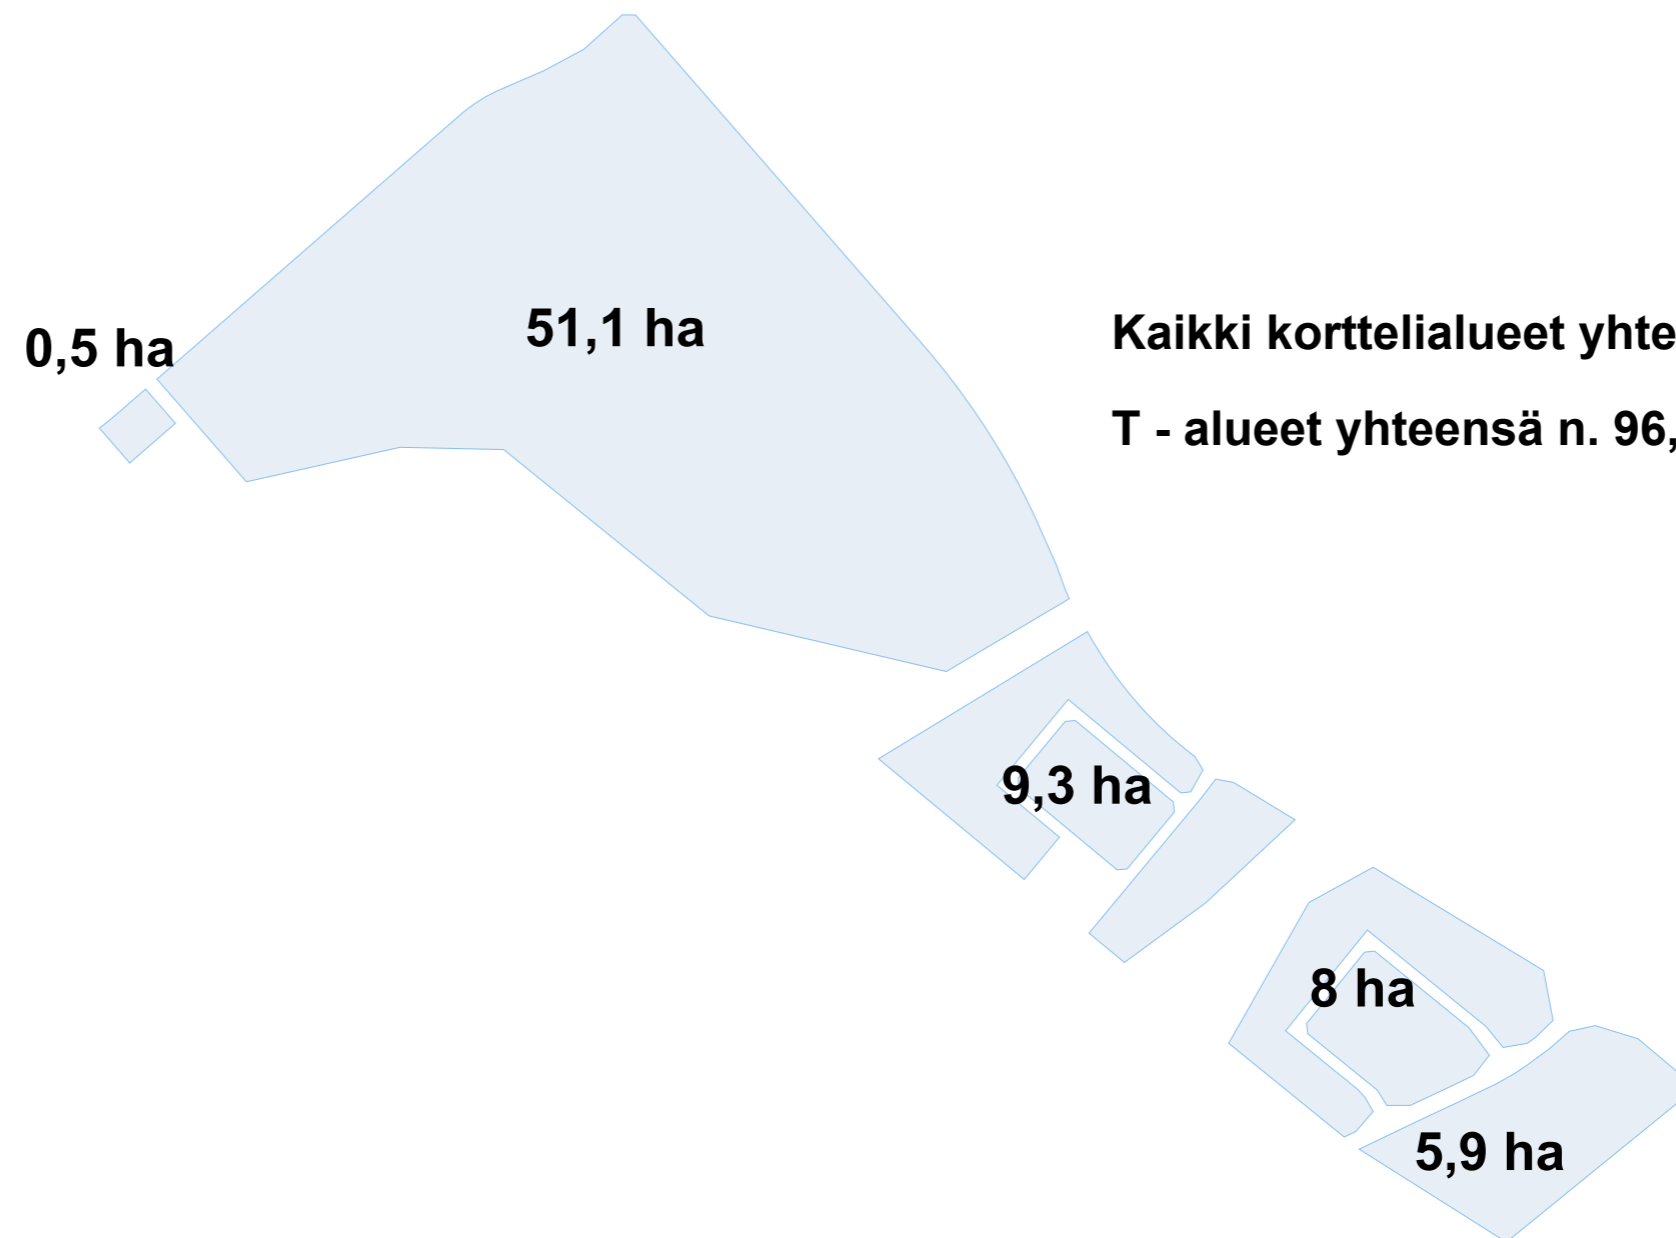 0,5 ha
51,1 ha
Kaikki korttelialueet yhte
T - alueet yhteensä n. 96,
9,3 ha
8 ha
5,9 ha